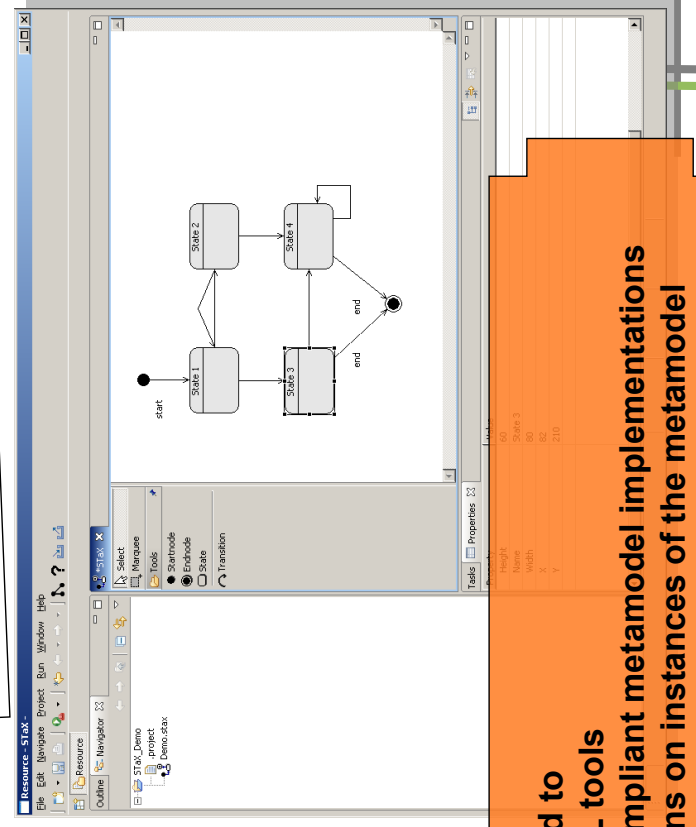 Resource - STaX -
File Edit Navigate Project Run Window Help
Resource
Outline Navigator
STaX_Demo
.project
Demo.stax
*STaX
Select
Marquee
Tools
Startnode
Endnode
State
Transition
start
State 1
State 2
State 3
State 4
end
end
Tasks Properties
Property Value
Height 60
Name State 3
Width 80
X 82
Y 210
d to
- tools
mpliant metamodel implementations
ns on instances of the metamodel